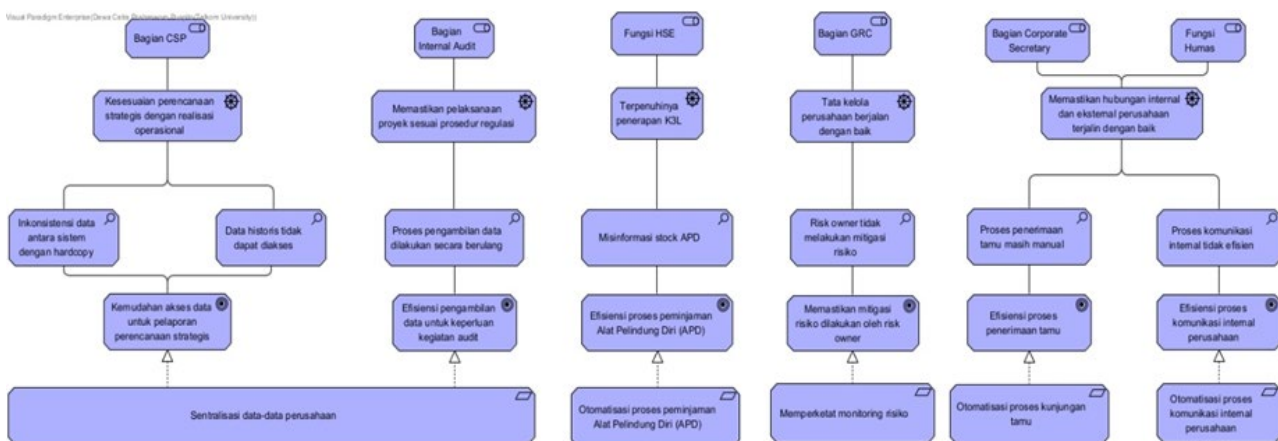 Visual Paradigm Enterprise(Dewa Telkom University))
Bagian CSP
Bagian
Internal Audit
Fungsi HSE
Bagian GRC
Bagian Corporate
Secretary
Fungsi
Humas
Kesesuaian perencanaan
strategis dengan realisasi
operasional
Memastikan pelaksanaan
proyek sesuai prosedur regulasi
Terpenuhinya
penerapan K3L
Tata kelola
perusahaan berjalan
dengan baik
Memastikan hubungan internal
dan eksternal perusahaan
terjalin dengan baik
Inkonsistensi data
antara sistem
dengan hardcopy
Data historis tidak
dapat diakses
Proses pengambilan data
dilakukan secara berulang
Misinformasi stock APD
Risk owner tidak
melakukan mitigasi
risiko
Proses penerimaan
tamu masih manual
Proses komunikasi
internal tidak efisien
Kemudahan akses data
untuk pelaporan
perencanaan strategis
Efisiensi pengambilan
data untuk keperluan
kegiatan audit
Efisiensi proses peminjaman
Alat Pelindung Diri (APD)
Memastikan mitigasi
risiko dilakukan oleh risk
owner
Efisiensi proses
penerimaan tamu
Efisiensi proses
komunikasi internal
perusahaan
Sentralisasi data-data perusahaan
Otomatisasi proses peminjaman
Alat Pelindung Diri (APD)
Memperketat monitoring risiko
Otomatisasi proses kunjungan
tamu
Otomatisasi proses
komunikasi internal
perusahaan